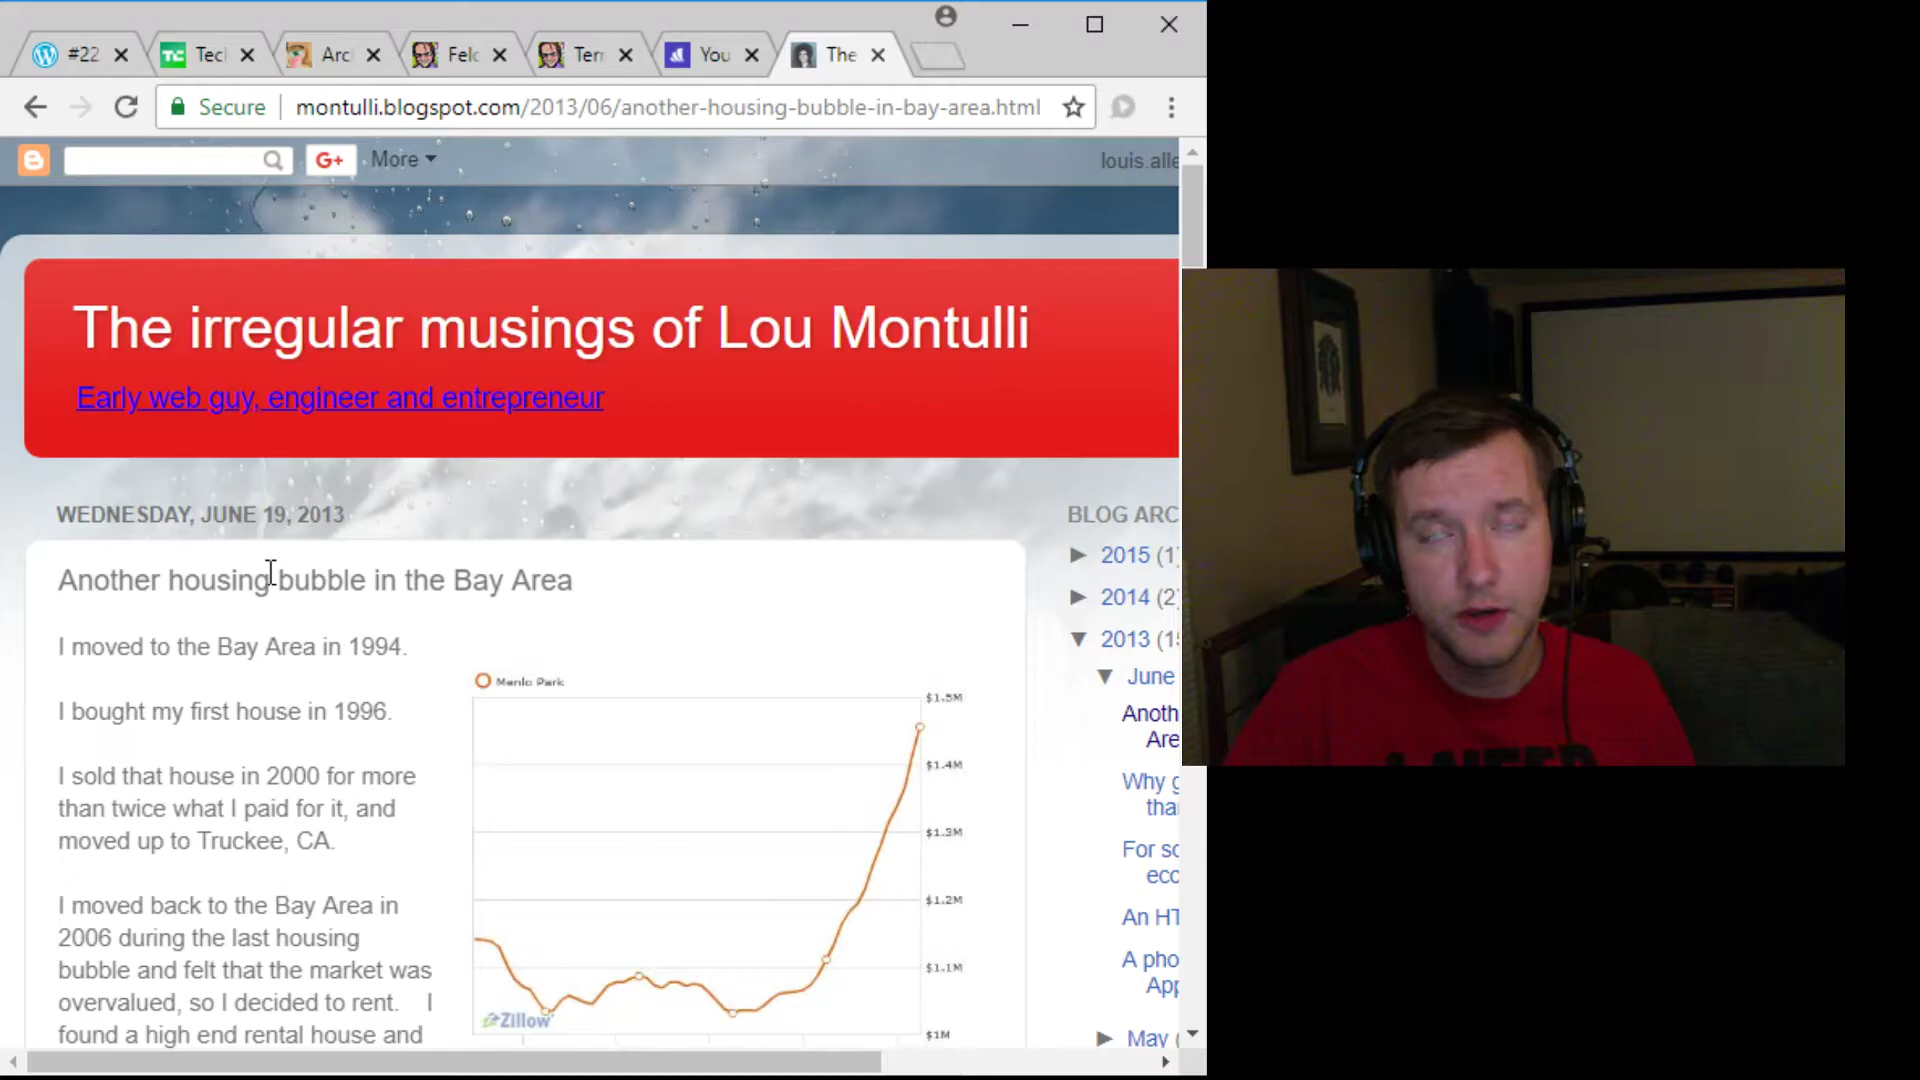 #22
Tech
Arc
Felc
Terr
You
The
Secure
montulli.blogspot.com/2013/06/another-housing-bubble-in-bay-area.html
G+
More
louis.alle
The irregular musings of Lou Montulli
Early web guy, engineer and entrepreneur
WEDNESDAY, JUNE 19, 2013
BLOG ARC
Another housing bubble in the Bay Area
I moved to the Bay Area in 1994.
I bought my first house in 1996.
I sold that house in 2000 for more
than twice what I paid for it, and
moved up to Truckee, CA.
I moved back to the Bay Area in
2006 during the last housing
bubble and felt that the market was
overvalued, so I decided to rent. I
found a high end rental house and
Menlo Park
$1.5M
$1.4M
$1.3M
$1.2M
$1.1M
$1M
Zillow
2015 (1)
2014 (2
2013 (15
June
Anoth
Are
Why g
tha
For so
eco
An HT
A pho
App
May (
I NEED